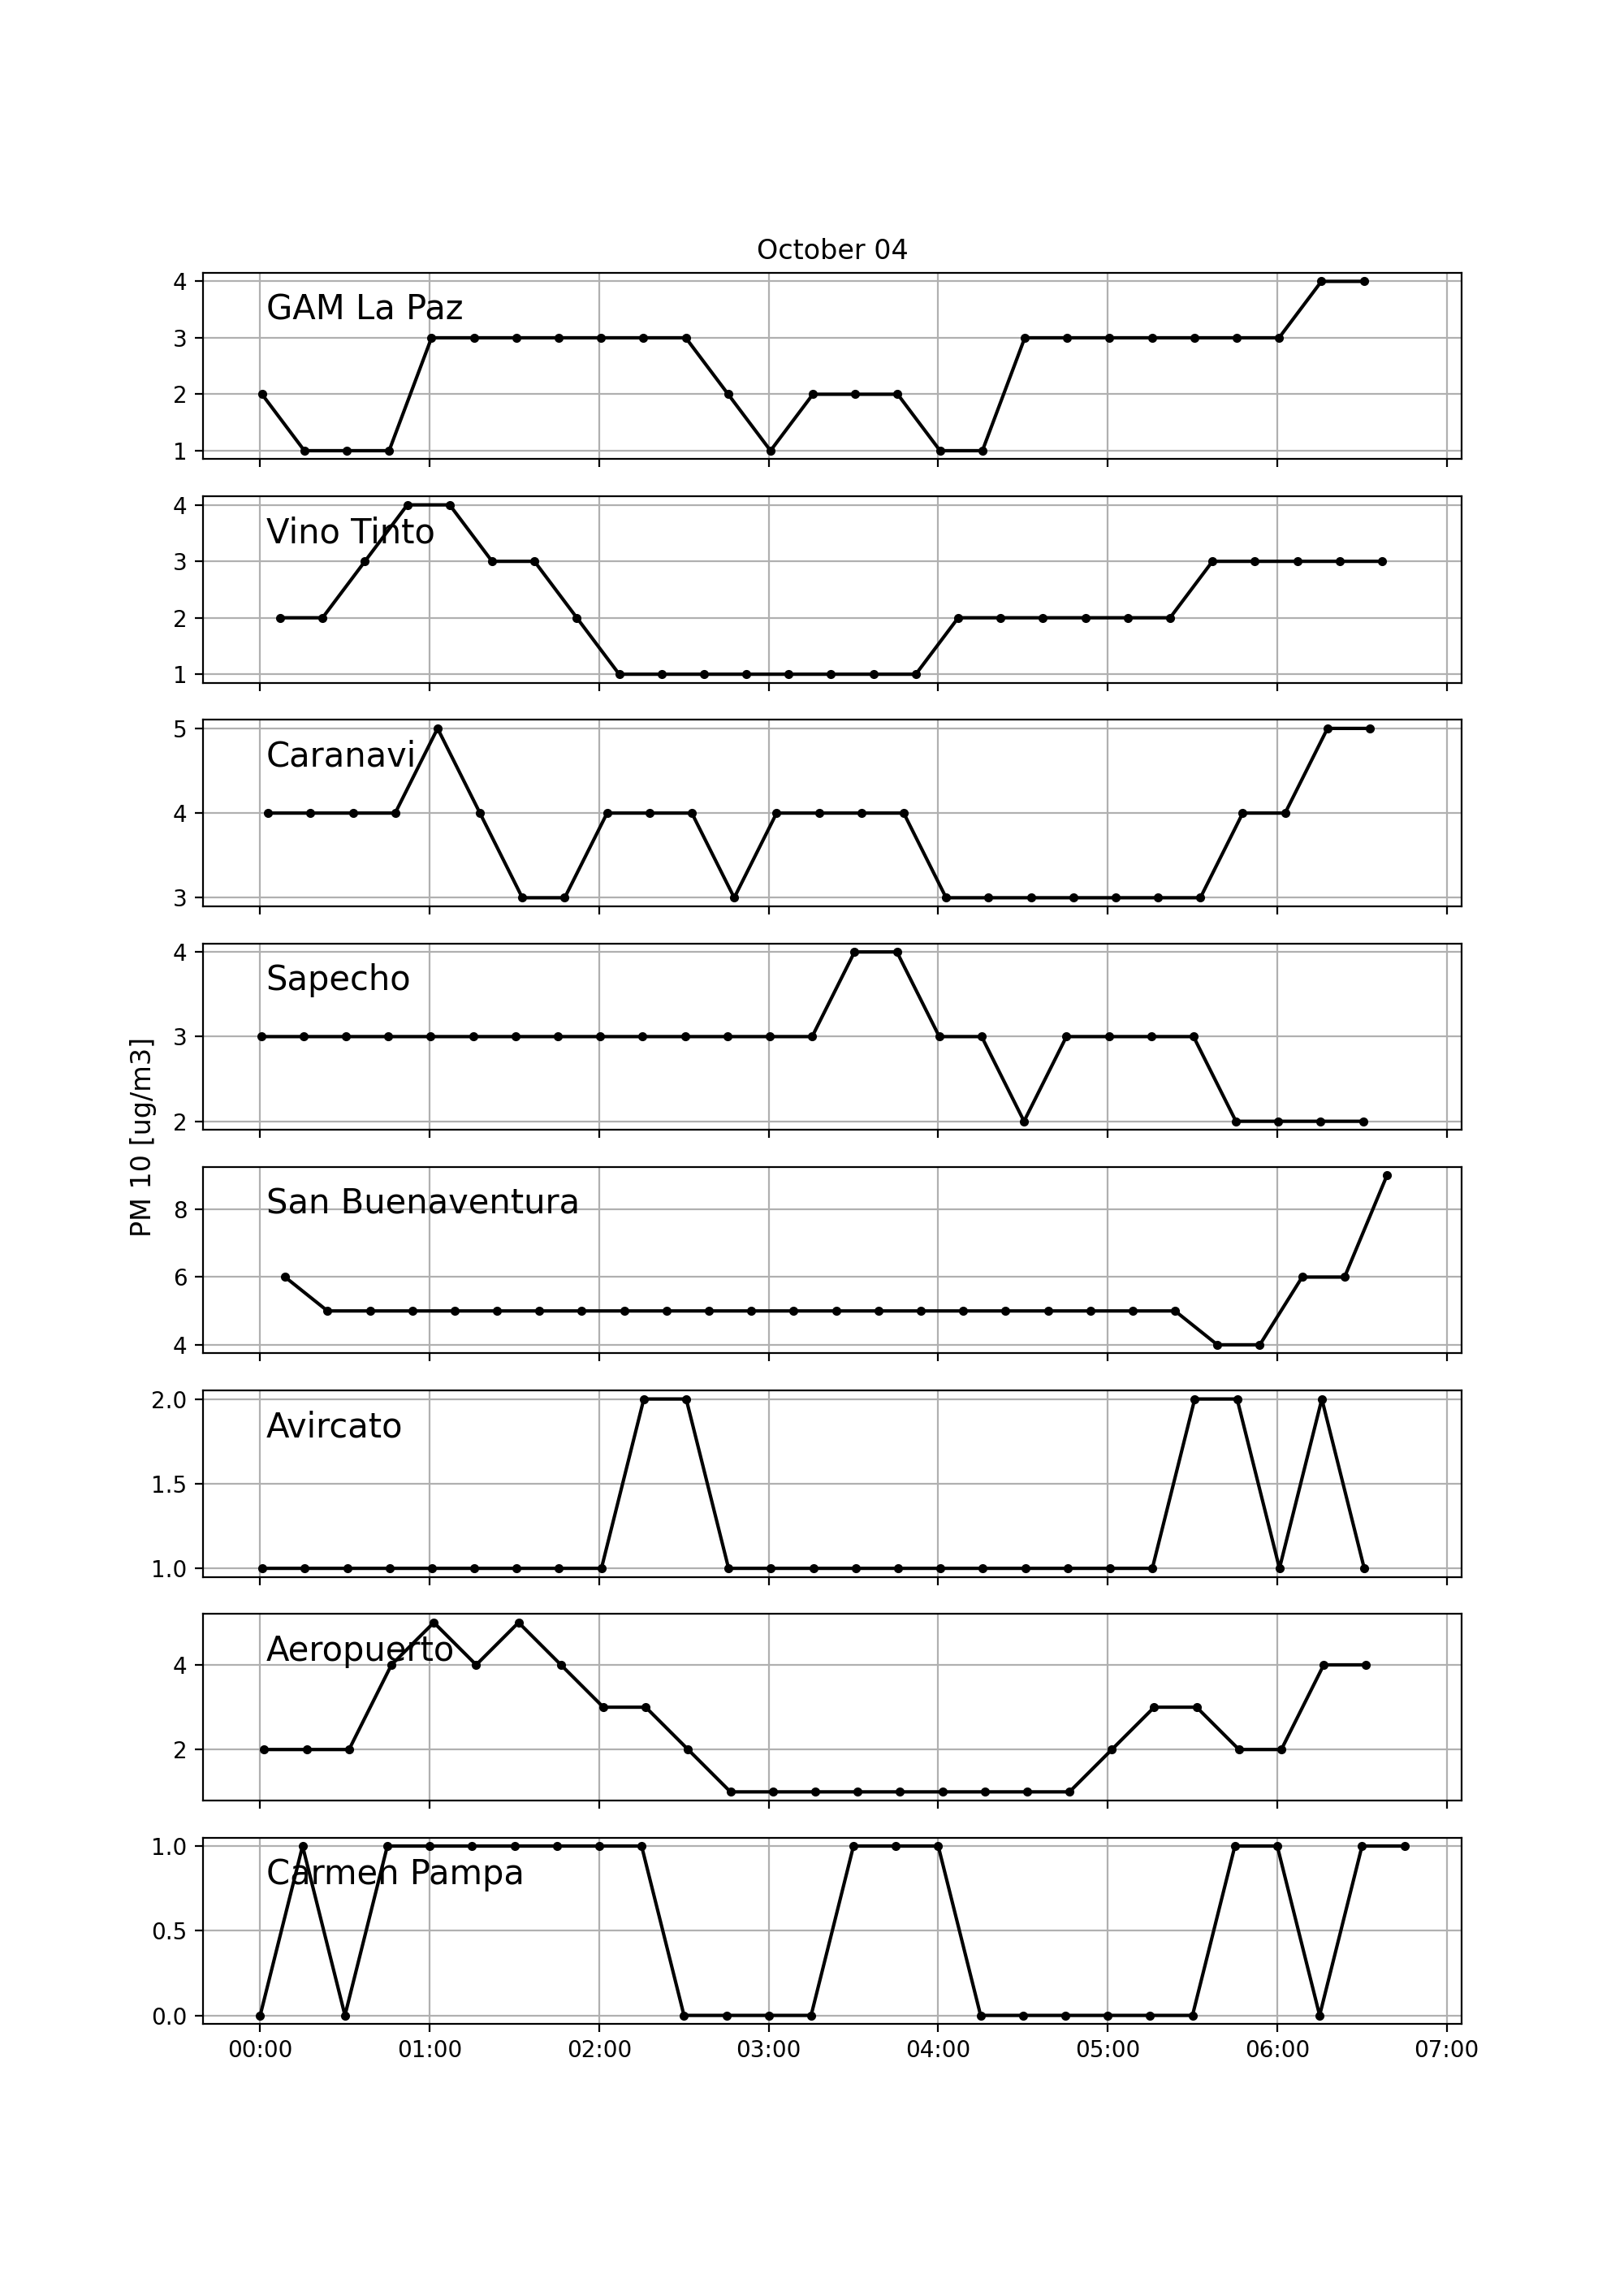 October 04
PM 10 [ug/m3]
GAM La Paz
4
3
2
1
Vino Tinto
4
3
2
1
Caranavi
5
4
3
Sapecho
4
3
2
San Buenaventura
8
6
4
Avircato
2.0
1.5
1.0
Aeropuerto
4
2
Carmen Pampa
1.0
0.5
0.0
00:00 01:00 02:00 03:00 04:00 05:00 06:00 07:00